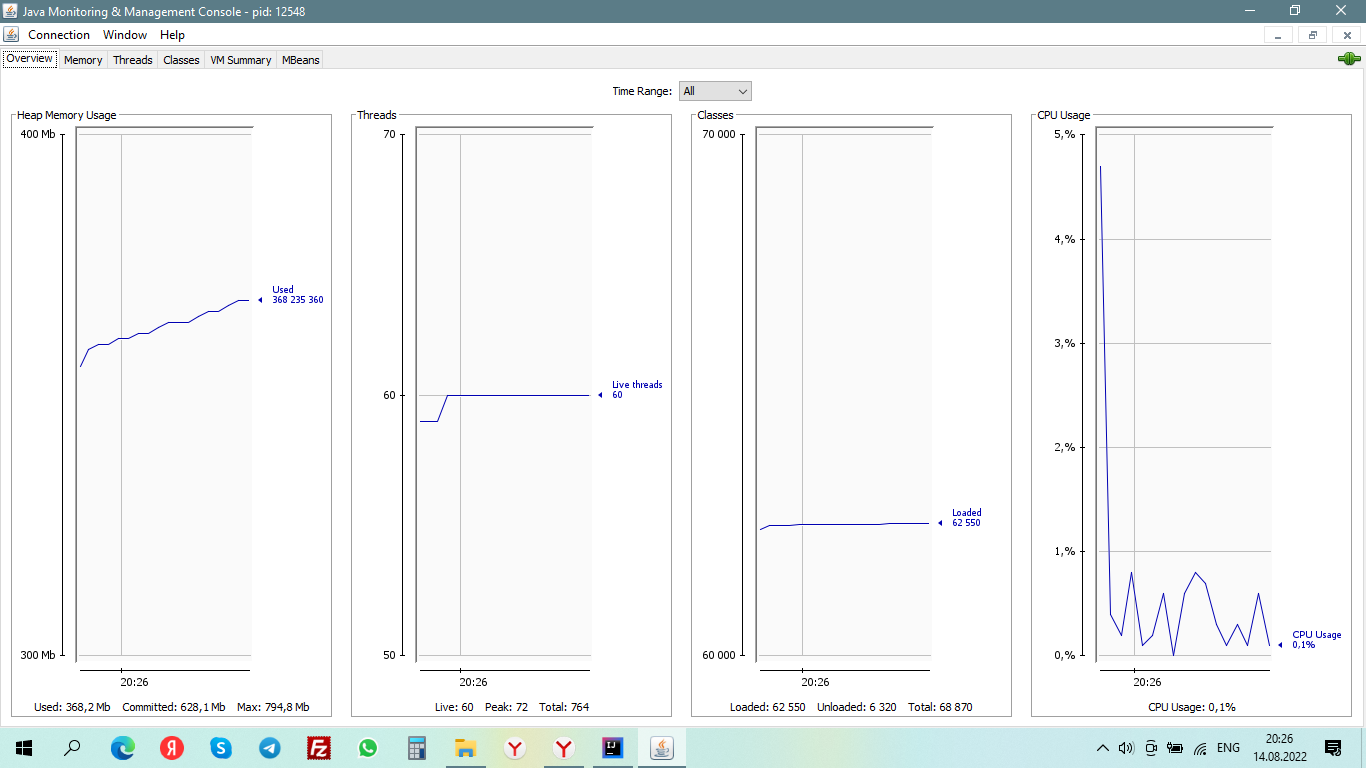 Java Monitoring & Management Console - pid: 12548
Connection Window Help
Overview Memory Threads Classes VM Summary MBeans
Time Range: All
Heap Memory Usage
400 Mb
Used
368 235 360
300 Mb
20:26
Used: 368,2 Mb Committed: 628,1 Mb Max: 794,8 Mb
Threads
70
60
Live threads
60
50
20:26
Live: 60 Peak: 72 Total: 764
Classes
70 000
Loaded
62 550
60 000
20:26
Loaded: 62 550 Unloaded: 6 320 Total: 68 870
CPU Usage
5,%
4,%
3,%
2,%
1,%
CPU Usage
0,1%
0,%
20:26
CPU Usage: 0,1%
Я
S
FZ
Y
Y
IJ
ENG
20:26
14.08.2022